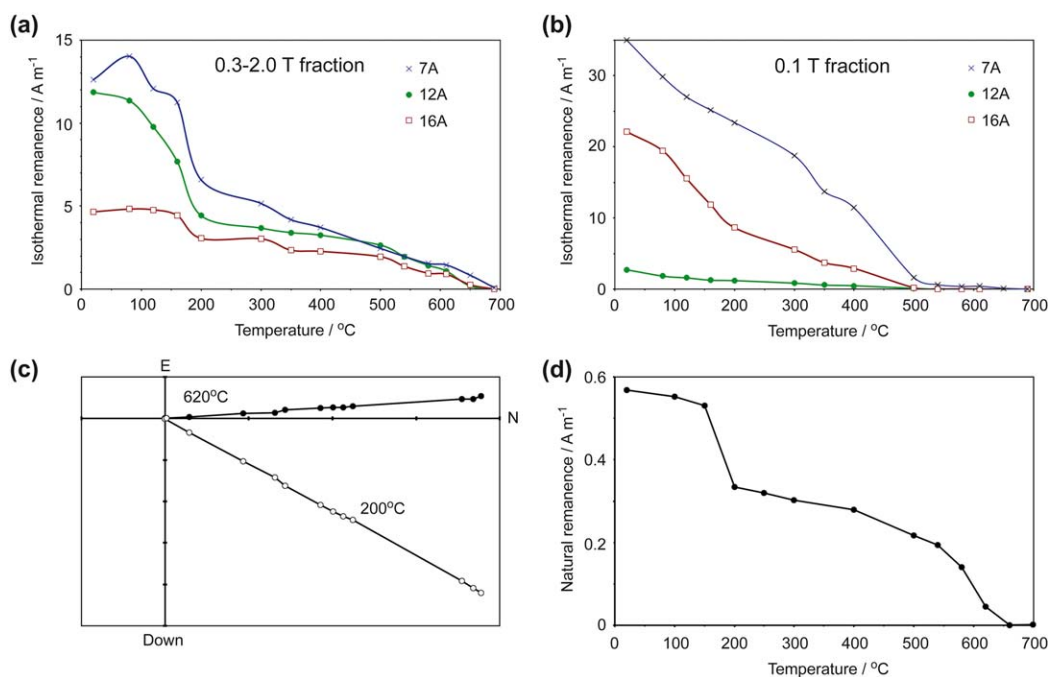 (a)
15
10
5
0
Isothermal remanence / A m⁻¹
0.3-2.0 T fraction
7A
12A
16A
0 100 200 300 400 500 600 700
Temperature / °C
(b)
30
20
10
0
Isothermal remanence / A m⁻¹
0.1 T fraction
7A
12A
16A
0 100 200 300 400 500 600 700
Temperature / °C
(c)
E
620°C
N
200°C
Down
(d)
0.6
0.4
0.2
0
Natural remanence / A m⁻¹
0 100 200 300 400 500 600 700
Temperature / °C